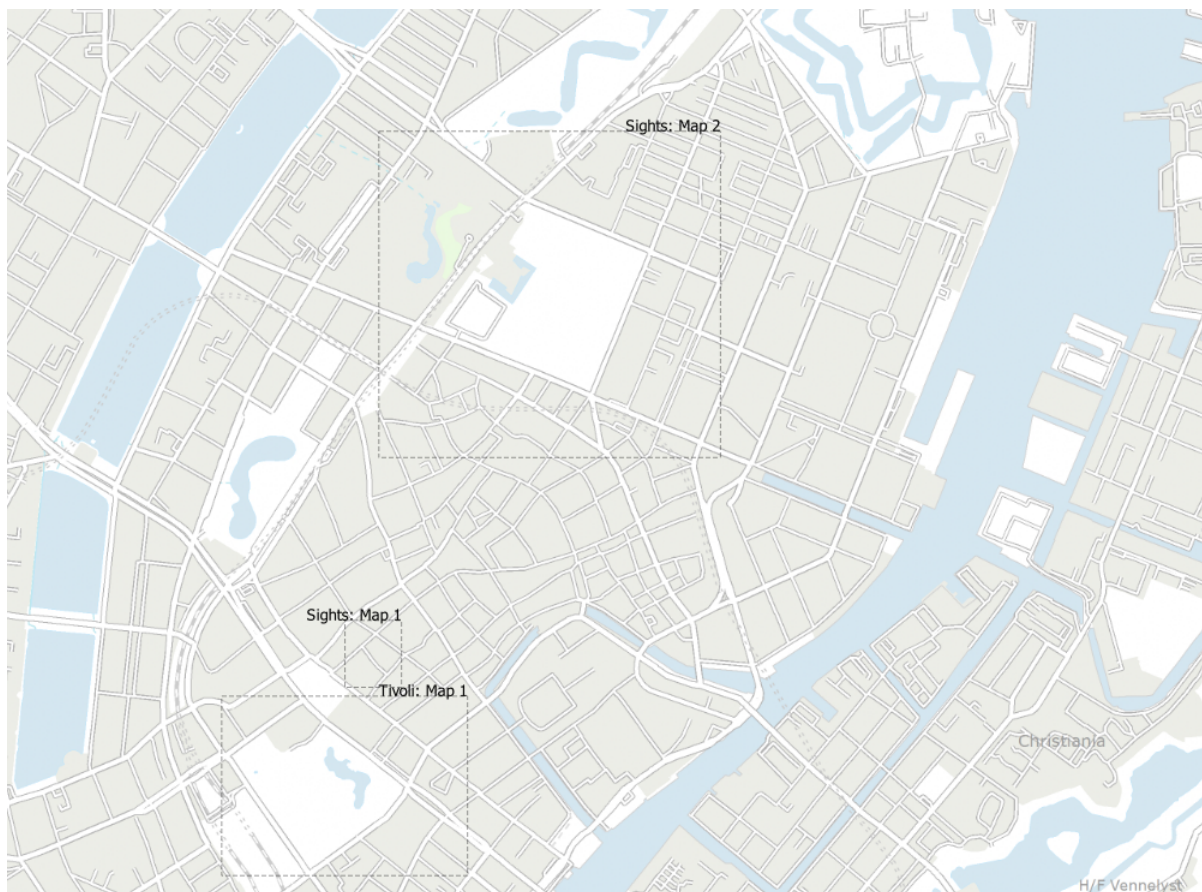 Sights: Map 2
Sights: Map 1
Tivoli: Map 1
Christiania
H/F Vennelyst